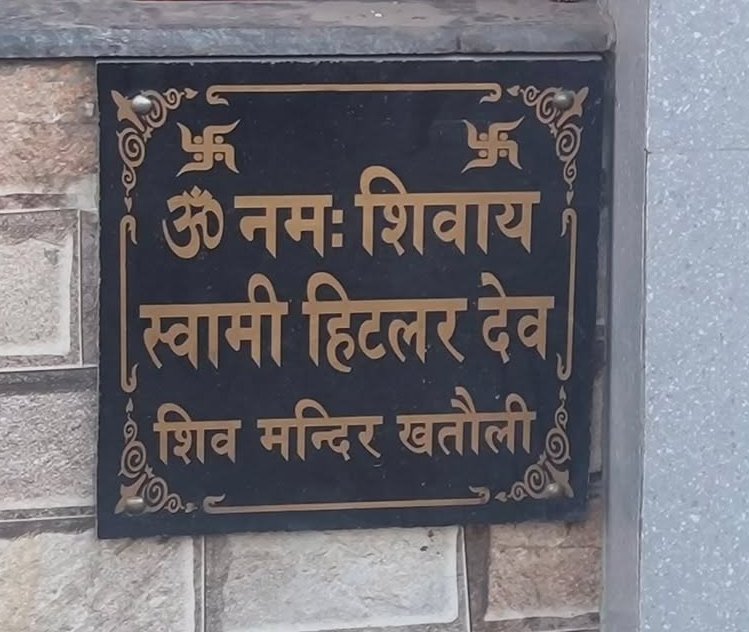 ॐ नमः शिवाय
स्वामी हिटलर देव
शिव मन्दिर खतौली